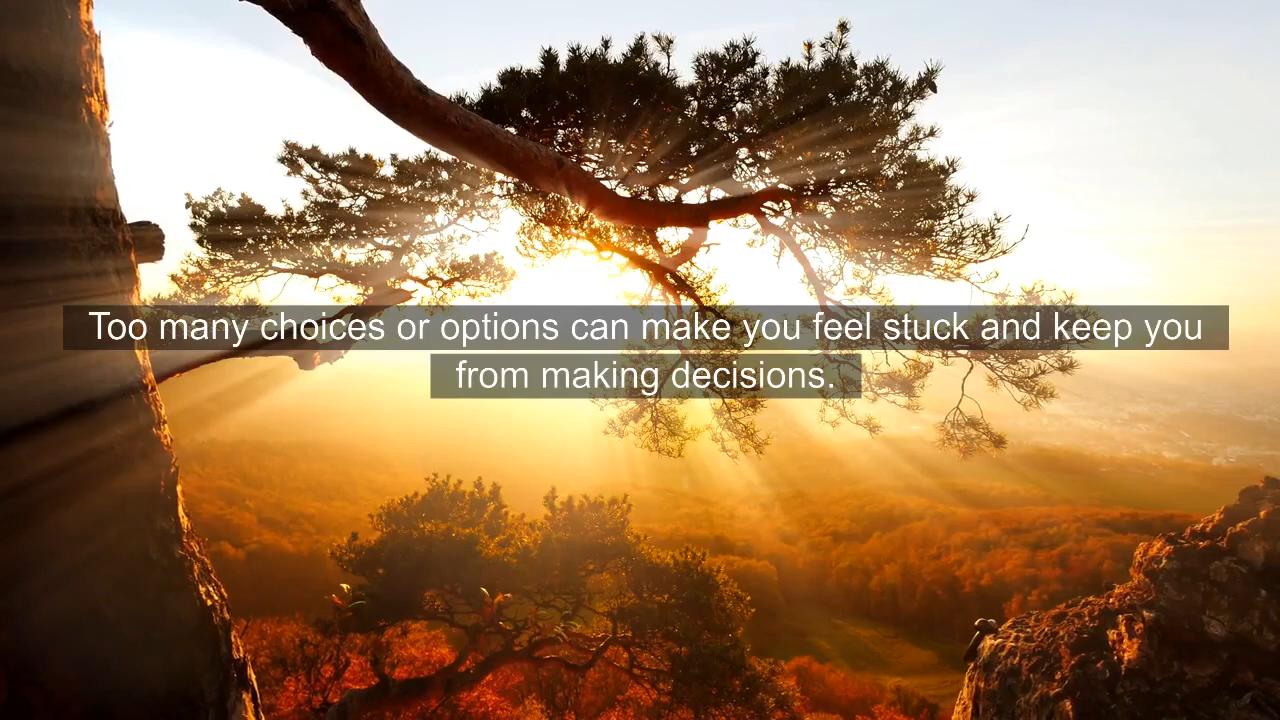 Too many choices or options can make you feel stuck and keep you
from making decisions.